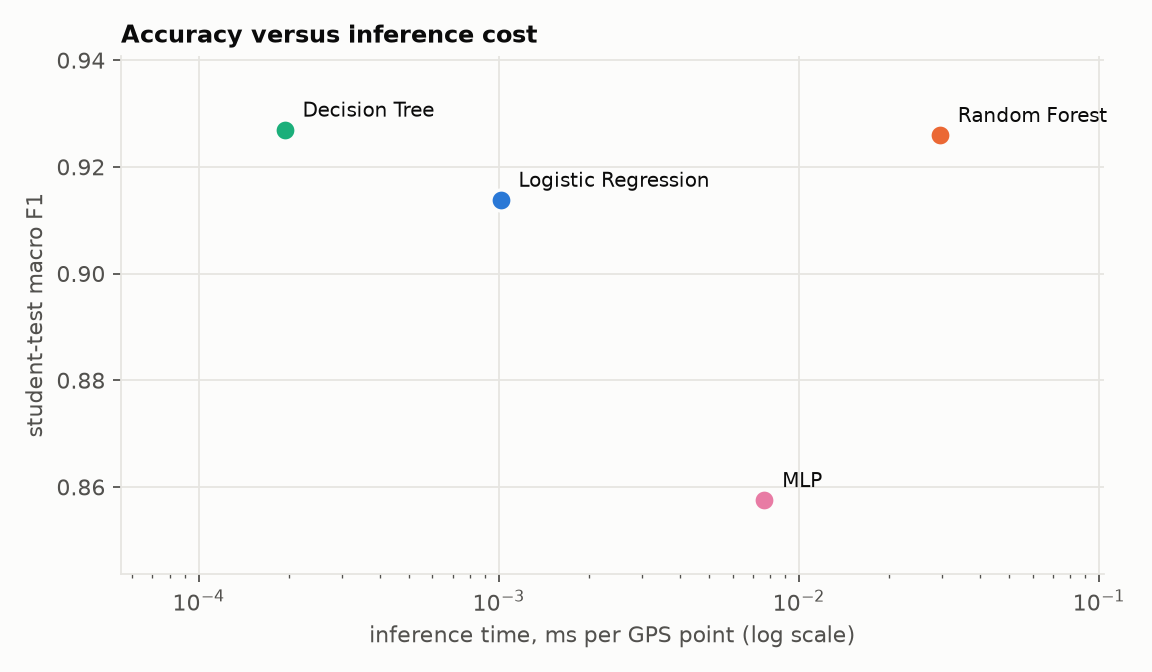 Accuracy versus inference cost
0.94
0.92
0.90
0.88
0.86
student-test macro F1
Decision Tree
Random Forest
Logistic Regression
MLP
10⁻⁴ 10⁻³ 10⁻² 10⁻¹
inference time, ms per GPS point (log scale)